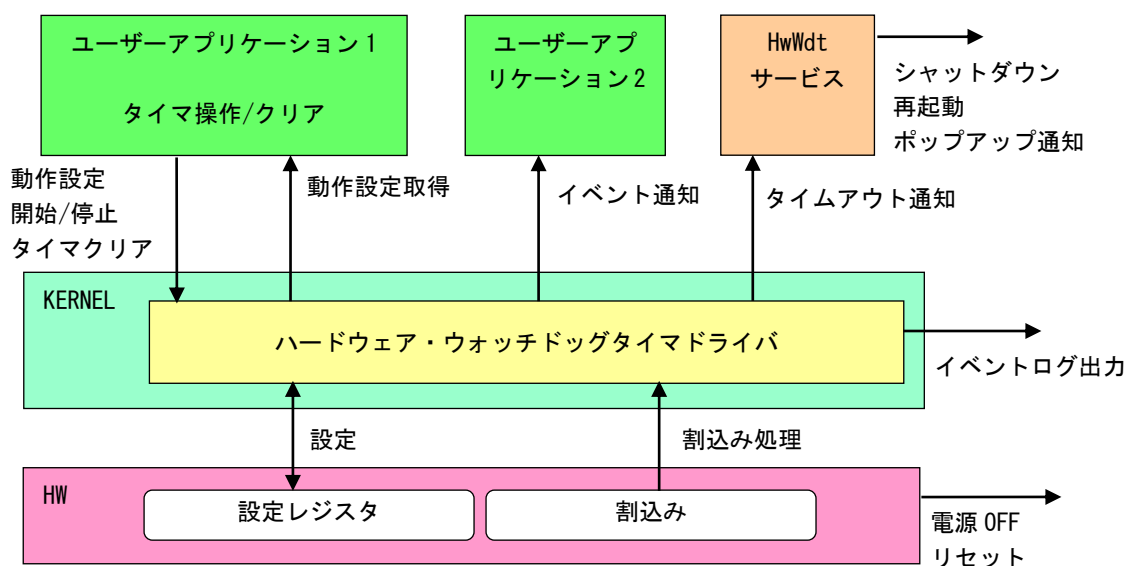 ユーザーアプリケーション1
タイマ操作/クリア
ユーザーアプ
リケーション2
HwWdt
サービス
シャットダウン
再起動
ポップアップ通知
動作設定
開始/停止
タイマクリア
動作設定取得
イベント通知
タイムアウト通知
KERNEL
ハードウェア・ウォッチドッグタイマドライバ
イベントログ出力
設定
割込み処理
HW
設定レジスタ
割込み
電源 OFF
リセット